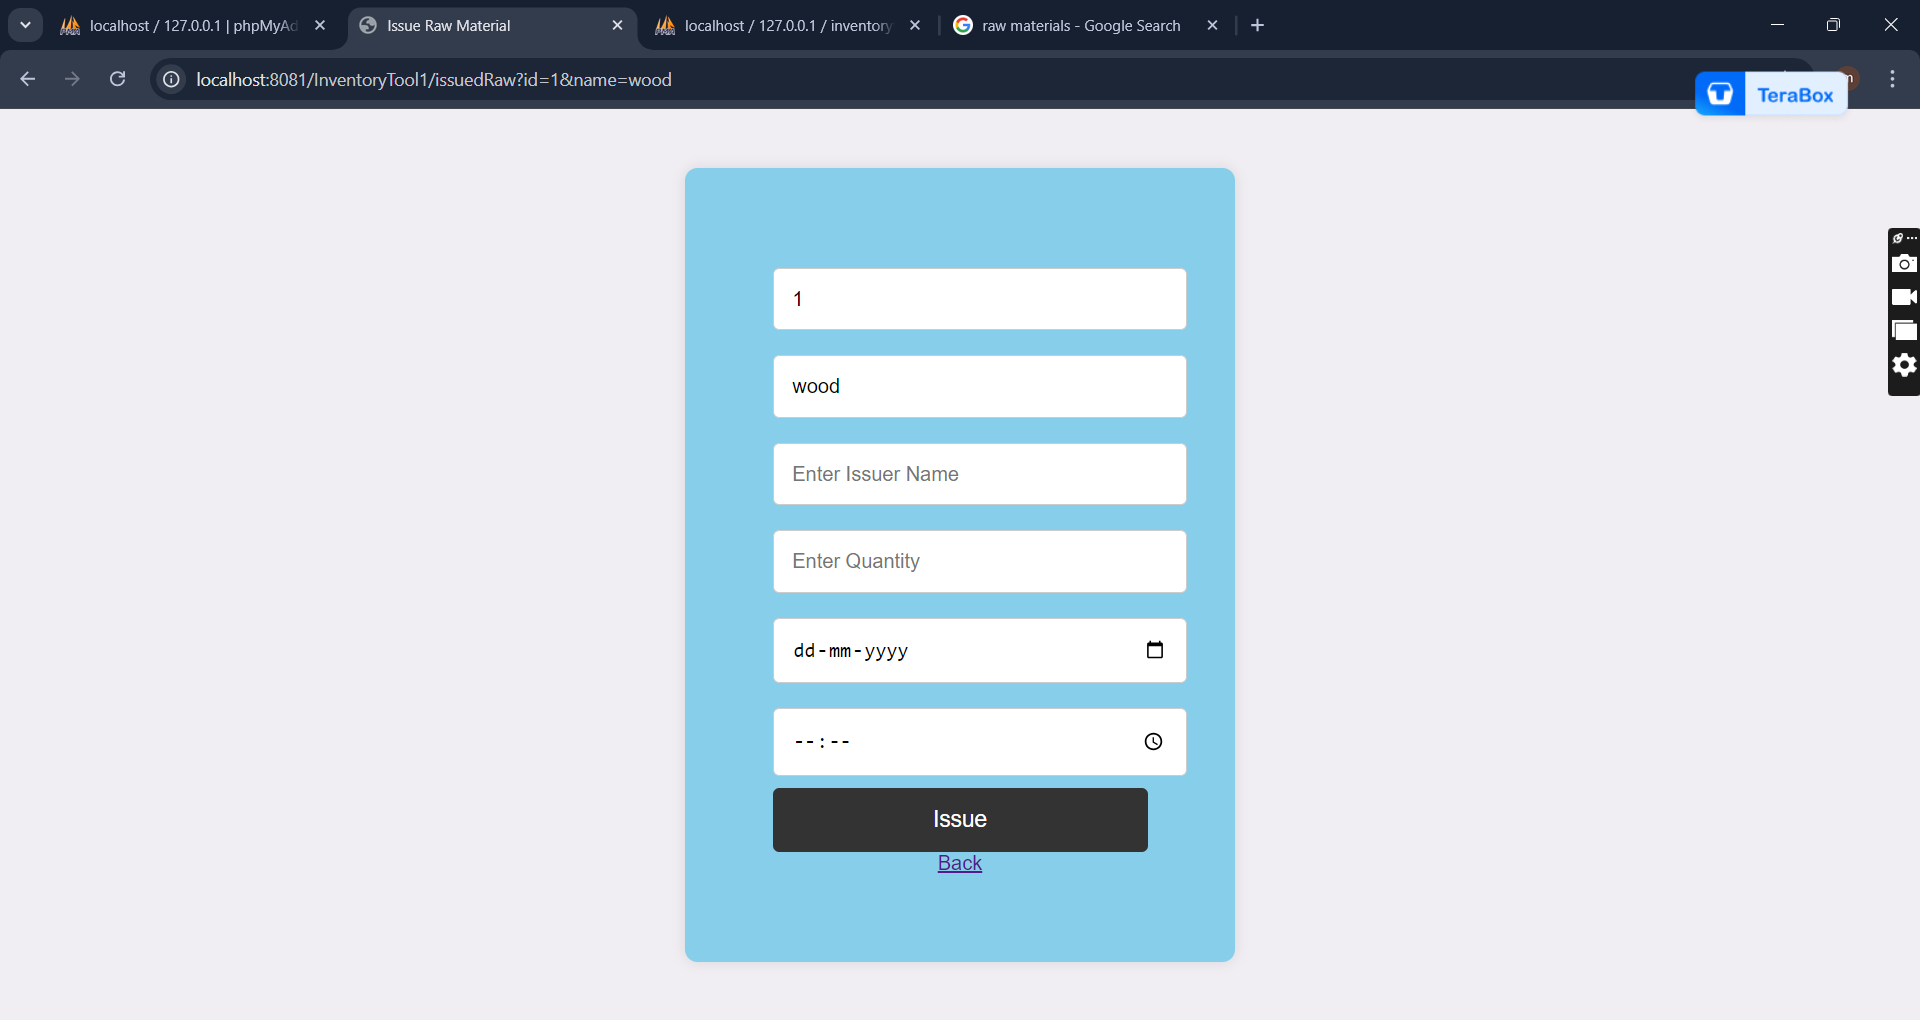 localhost / 127.0.0.1 | phpMyAd
Issue Raw Material
localhost / 127.0.0.1 / inventory
raw materials - Google Search
localhost:8081/InventoryTool1/issuedRaw?id=1&name=wood
n
TeraBox
1
wood
Enter Issuer Name
Enter Quantity
dd-mm-yyyy
--:--
Issue
Back